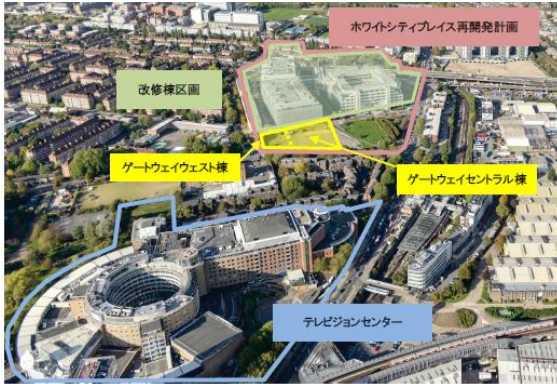 ホワイトシティプレイス再開発計画
改修棟区画
ゲートウェイウェスト棟
ゲートウェイセントラル棟
テレビジョンセンター